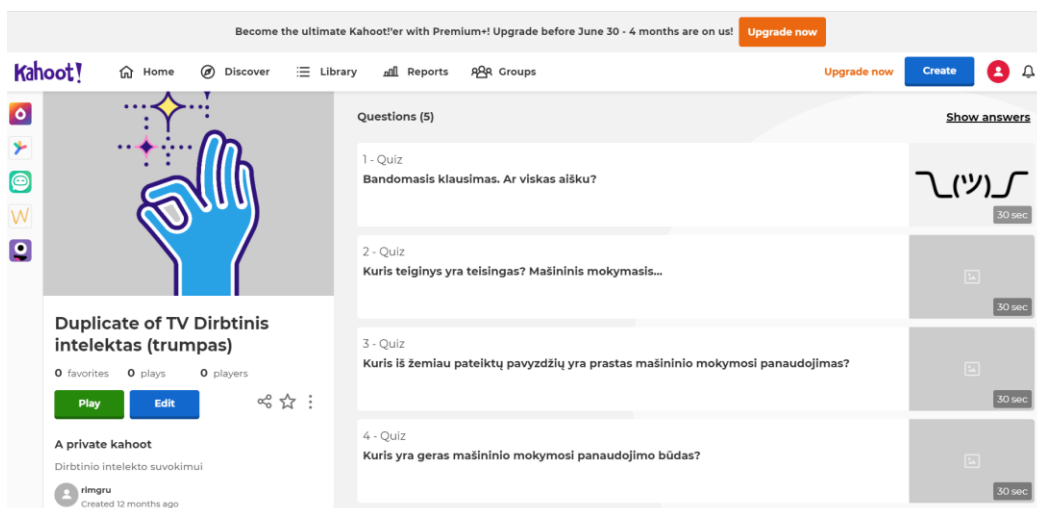 Become the ultimate Kahoot!'er with Premium+! Upgrade before June 30 - 4 months are on us! Upgrade now
Kahoot! Home Discover Library Reports Groups Upgrade now Create
Questions (5) Show answers
1 - Quiz
Bandomasis klausimas. Ar viskas aišku?
¯\_(ツ)_/¯
30 sec
2 - Quiz
Kuris teiginys yra teisingas? Mašininis mokymasis...
30 sec
3 - Quiz
Kuris iš žemiau pateiktų pavyzdžių yra prastas mašininio mokymosi panaudojimas?
30 sec
4 - Quiz
Kuris yra geras mašininio mokymosi panaudojimo būdas?
30 sec
Duplicate of TV Dirbtinis
intelektas (trumpas)
0 favorites 0 plays 0 players
Play Edit
A private kahoot
Dirbtinio intelekto suvokimui
rimgru
Created 12 months ago